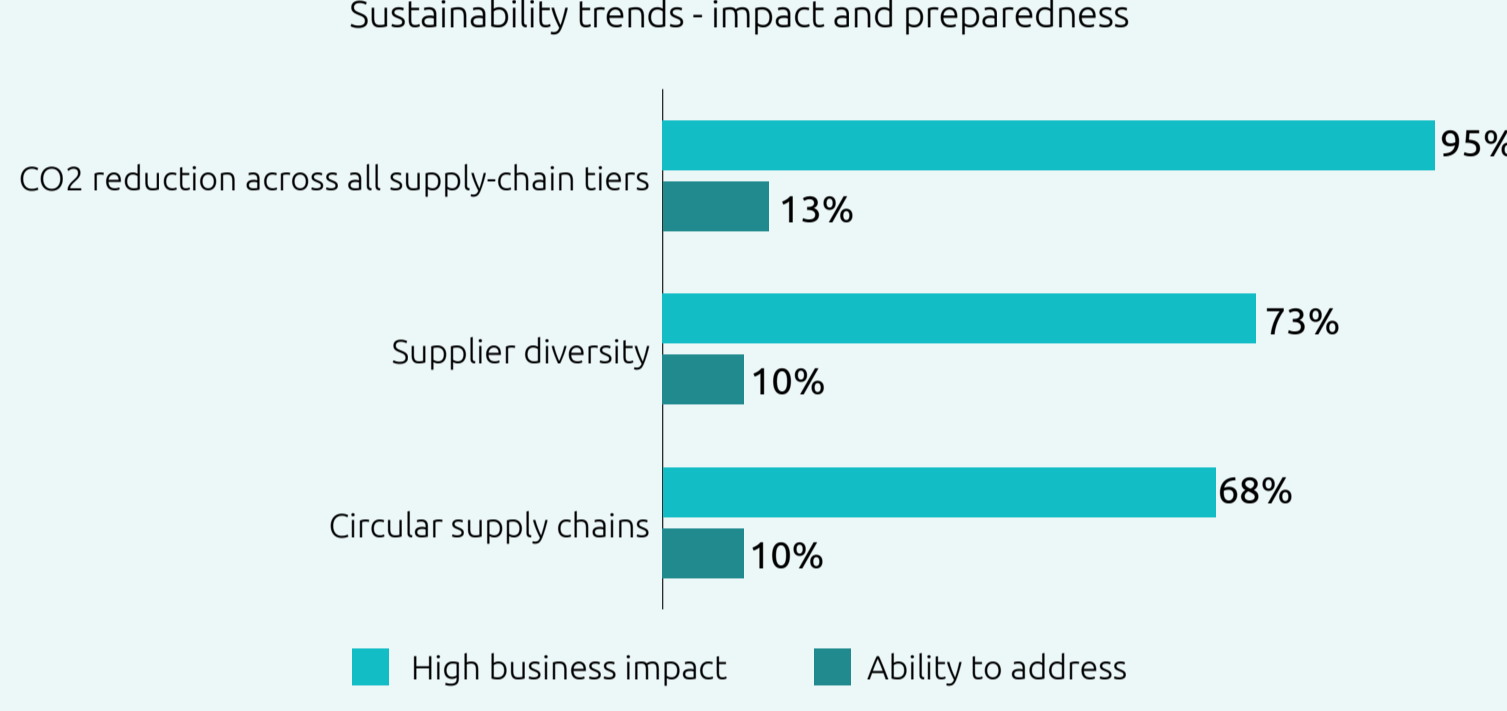 Sustainability trends - impact and preparedness
95%
CO2 reduction across all supply-chain tiers
13%
73%
Supplier diversity
10%
68%
Circular supply chains
10%
High business impact
Ability to address